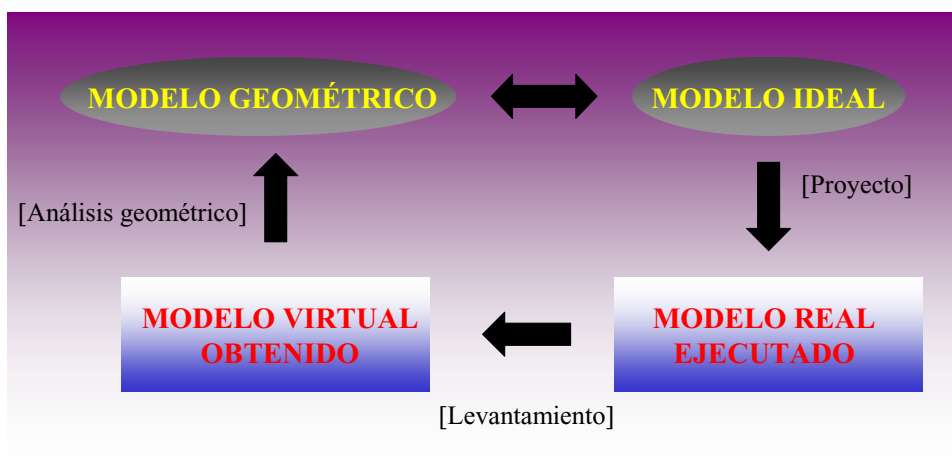 MODELO GEOMÉTRICO
MODELO IDEAL
[Proyecto]
[Análisis geométrico]
MODELO VIRTUAL
OBTENIDO
MODELO REAL
EJECUTADO
[Levantamiento]